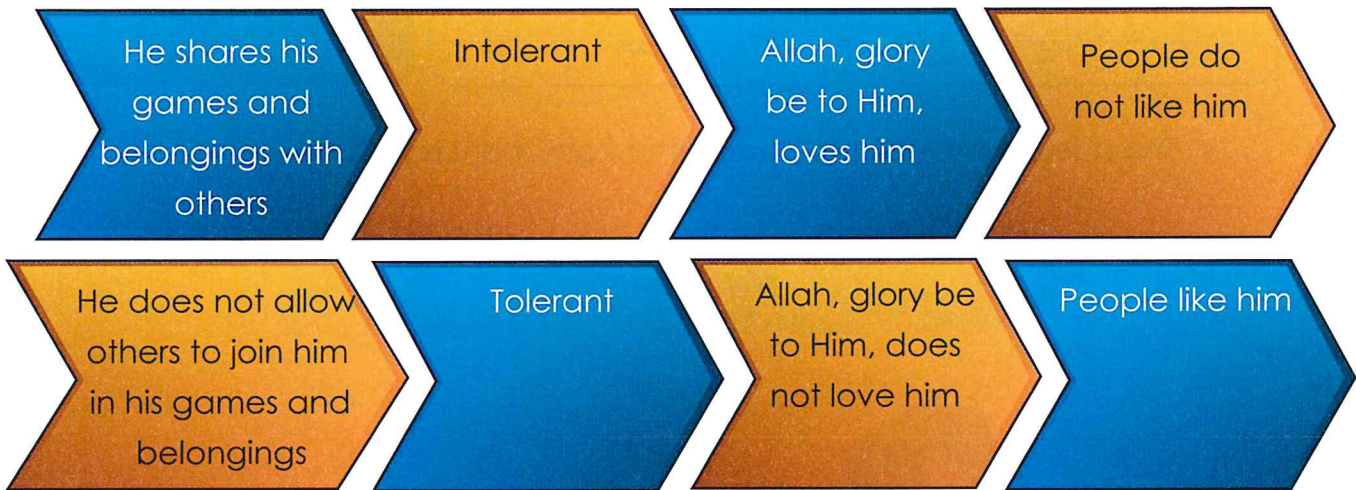 He shares his
games and
belongings with
others
Intolerant
Allah, glory
be to Him,
loves him
People do
not like him
He does not allow
others to join him
in his games and
belongings
Tolerant
Allah, glory be
to Him, does
not love him
People like him